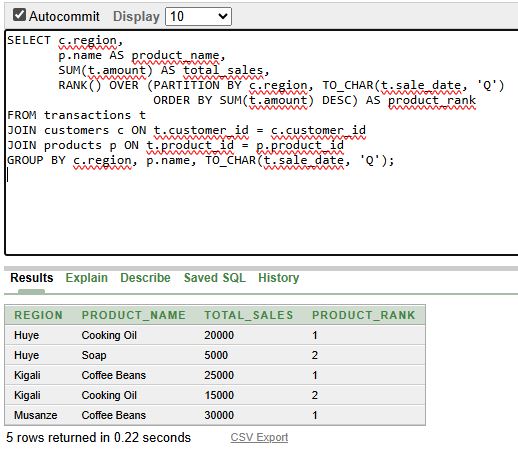 Autocommit Display 10
SELECT c.region,
       p.name AS product_name,
       SUM(t.amount) AS total_sales,
       RANK() OVER (PARTITION BY c.region, TO_CHAR(t.sale_date, 'Q')
                    ORDER BY SUM(t.amount) DESC) AS product_rank
FROM transactions t
JOIN customers c ON t.customer_id = c.customer_id
JOIN products p ON t.product_id = p.product_id
GROUP BY c.region, p.name, TO_CHAR(t.sale_date, 'Q');
Results Explain Describe Saved SQL History
REGION PRODUCT_NAME TOTAL_SALES PRODUCT_RANK
Huye Cooking Oil 20000 1
Huye Soap 5000 2
Kigali Coffee Beans 25000 1
Kigali Cooking Oil 15000 2
Musanze Coffee Beans 30000 1
5 rows returned in 0.22 seconds CSV Export